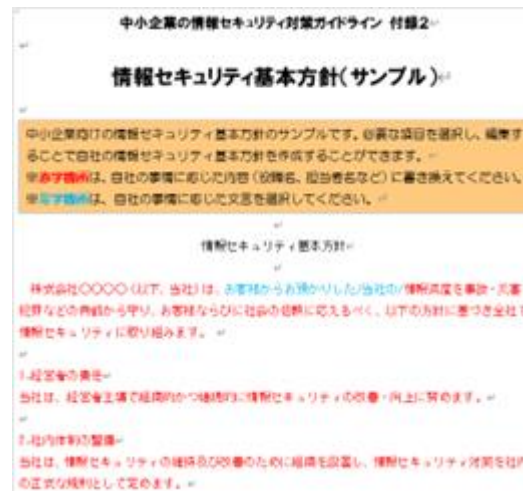 中小企業の情報セキュリティ対策ガイドライン 付録2
情報セキュリティ基本方針(サンプル)
中小企業向けの情報セキュリティ基本方針のサンプルです。必要な項目を選択し、編集す
ることで自社の情報セキュリティ基本方針を作成することができます。
※赤字箇所は、自社の事情に応じた内容(役職名、担当者名など)に書き換えてください。
※青字箇所は、自社の事情に応じた文言を選択してください。
情報セキュリティ基本方針
株式会社〇〇〇〇(以下、当社)は、お客様からお預かりした/当社の/情報資産を事故・災害
犯罪などの脅威から守り、お客様ならびに社会の信頼に応えるべく、以下の方針に基づき全社で
情報セキュリティに取り組みます。
1.経営者の責任
当社は、経営者主導で組織的かつ継続的に情報セキュリティの改善・向上に努めます。
2.社内体制の整備
当社は、情報セキュリティの維持及び改善のために組織を設置し、情報セキュリティ対策を社内
の正式な規則として定めます。